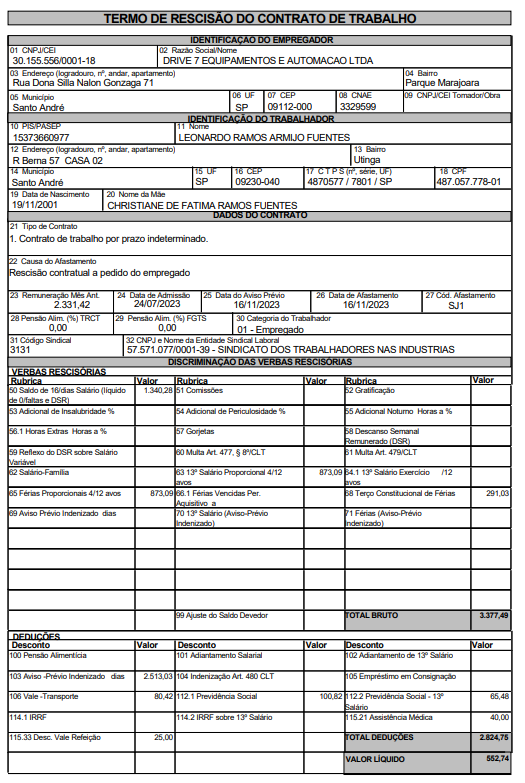 TERMO DE RESCISÃO DO CONTRATO DE TRABALHO
IDENTIFICAÇÃO DO EMPREGADOR
01 CNPJ/CEI 02 Razão Social/Nome
30.155.556/0001-18 DRIVE 7 EQUIPAMENTOS E AUTOMACAO LTDA
03 Endereço (logradouro, nº, andar, apartamento) 04 Bairro
Rua Dona Silla Nalon Gonzaga 71 Parque Marajoara
05 Município 06 UF 07 CEP 08 CNAE 09 CNPJ/CEI Tomador/Obra
Santo André SP 09112-000 3329599
IDENTIFICAÇÃO DO TRABALHADOR
10 PIS/PASEP 11 Nome
15373660977 LEONARDO RAMOS ARMIJO FUENTES
12 Endereço (logradouro, nº, andar, apartamento) 13 Bairro
R Berna 57 CASA 02 Utinga
14 Município 15 UF 16 CEP 17 C T P S (nº, série, UF) 18 CPF
Santo André SP 09230-040 4870577 / 7801 / SP 487.057.778-01
19 Data de Nascimento 20 Nome da Mãe
19/11/2001 CHRISTIANE DE FATIMA RAMOS FUENTES
DADOS DO CONTRATO
21 Tipo de Contrato
1. Contrato de trabalho por prazo indeterminado.
22 Causa do Afastamento
Rescisão contratual a pedido do empregado
23 Remuneração Mês Ant. 24 Data de Admissão 25 Data do Aviso Prévio 26 Data de Afastamento 27 Cód. Afastamento
2.331,42 24/07/2023 16/11/2023 16/11/2023 SJ1
28 Pensão Alim. (%) TRCT 29 Pensão Alim. (%) FGTS 30 Categoria do Trabalhador
0,00 0,00 01 - Empregado
31 Código Sindical 32 CNPJ e Nome da Entidade Sindical Laboral
3131 57.571.077/0001-39 - SINDICATO DOS TRABALHADORES NAS INDUSTRIAS
DISCRIMINAÇÃO DAS VERBAS RESCISÓRIAS
VERBAS RESCISÓRIAS
Rubrica Valor Rubrica Valor Rubrica Valor
50 Saldo de 16/dias Salário (líquido 1.340,28 51 Comissões 52 Gratificação
de 0/faltas e DSR)
53 Adicional de Insalubridade % 54 Adicional de Periculosidade % 55 Adicional Noturno Horas a %
56.1 Horas Extras Horas a % 57 Gorjetas 58 Descanso Semanal
Remunerado (DSR)
59 Reflexo do DSR sobre Salário 60 Multa Art. 477, § 8º/CLT 61 Multa Art. 479/CLT
Variável
62 Salário-Família 63 13º Salário Proporcional 4/12 873,09 64.1 13º Salário Exercício /12
avos avos
65 Férias Proporcionais 4/12 avos 873,09 66.1 Férias Vencidas Per. 68 Terço Constitucional de Férias 291,03
Aquisitivo a
69 Aviso Prévio Indenizado dias 70 13º Salário (Aviso-Prévio 71 Férias (Aviso-Prévio
Indenizado) Indenizado)
99 Ajuste do Saldo Devedor TOTAL BRUTO 3.377,49
DEDUÇÕES
Desconto Valor Desconto Valor Desconto Valor
100 Pensão Alimentícia 101 Adiantamento Salarial 102 Adiantamento de 13º Salário
103 Aviso -Prévio Indenizado dias 2.513,03 104 Indenização Art. 480 CLT 105 Empréstimo em Consignação
106 Vale -Transporte 80,42 112.1 Previdência Social 100,82 112.2 Previdência Social - 13º 65,48
Salário
114.1 IRRF 114.2 IRRF sobre 13º Salário 115.21 Assistência Médica 40,00
115.33 Desc. Vale Refeição 25,00 TOTAL DEDUÇÕES 2.824,75
VALOR LÍQUIDO 552,74